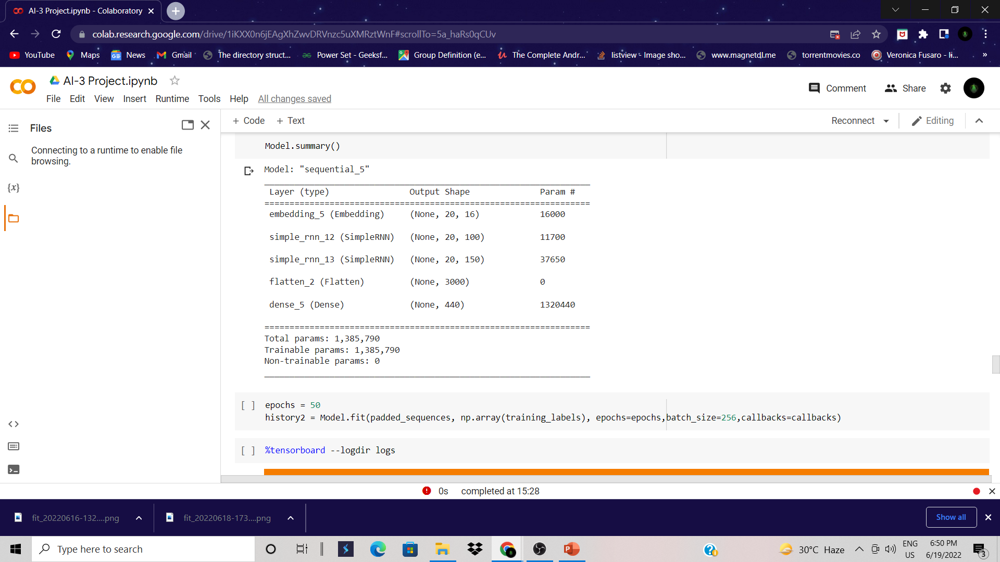 AI-3 Project.ipynb - Colaboratory
colab.research.google.com/drive/1iKXX0n6jEAgXhZwvDRVnzc5uXMRztWnF#scrollTo=5a_haRs0qCUv
YouTube Maps News Gmail The directory struct... Power Set - Geeksf... Group Definition (e... The Complete Andr... listview - Image sho... www.magnetdl.me torrentmovies.co Veronica Fusaro - li... »
AI-3 Project.ipynb
Comment Share
File Edit View Insert Runtime Tools Help All changes saved
Files
+ Code + Text
Reconnect Editing
Connecting to a runtime to enable file
browsing.
{x}
Model.summary()
Model: "sequential_5"
Layer (type) Output Shape Param #
embedding_5 (Embedding) (None, 20, 16) 16000
simple_rnn_12 (SimpleRNN) (None, 20, 100) 11700
simple_rnn_13 (SimpleRNN) (None, 20, 150) 37650
flatten_2 (Flatten) (None, 3000) 0
dense_5 (Dense) (None, 440) 1320440
=================================================================
Total params: 1,385,790
Trainable params: 1,385,790
Non-trainable params: 0
[ ] epochs = 50
history2 = Model.fit(padded_sequences, np.array(training_labels), epochs=epochs,batch_size=256,callbacks=callbacks)
[ ] %tensorboard --logdir logs
0s completed at 15:28
fit_20220616-132....png
fit_20220618-173....png
Show all
Type here to search
30°C Haze
ENG
US
6:50 PM
6/19/2022
3